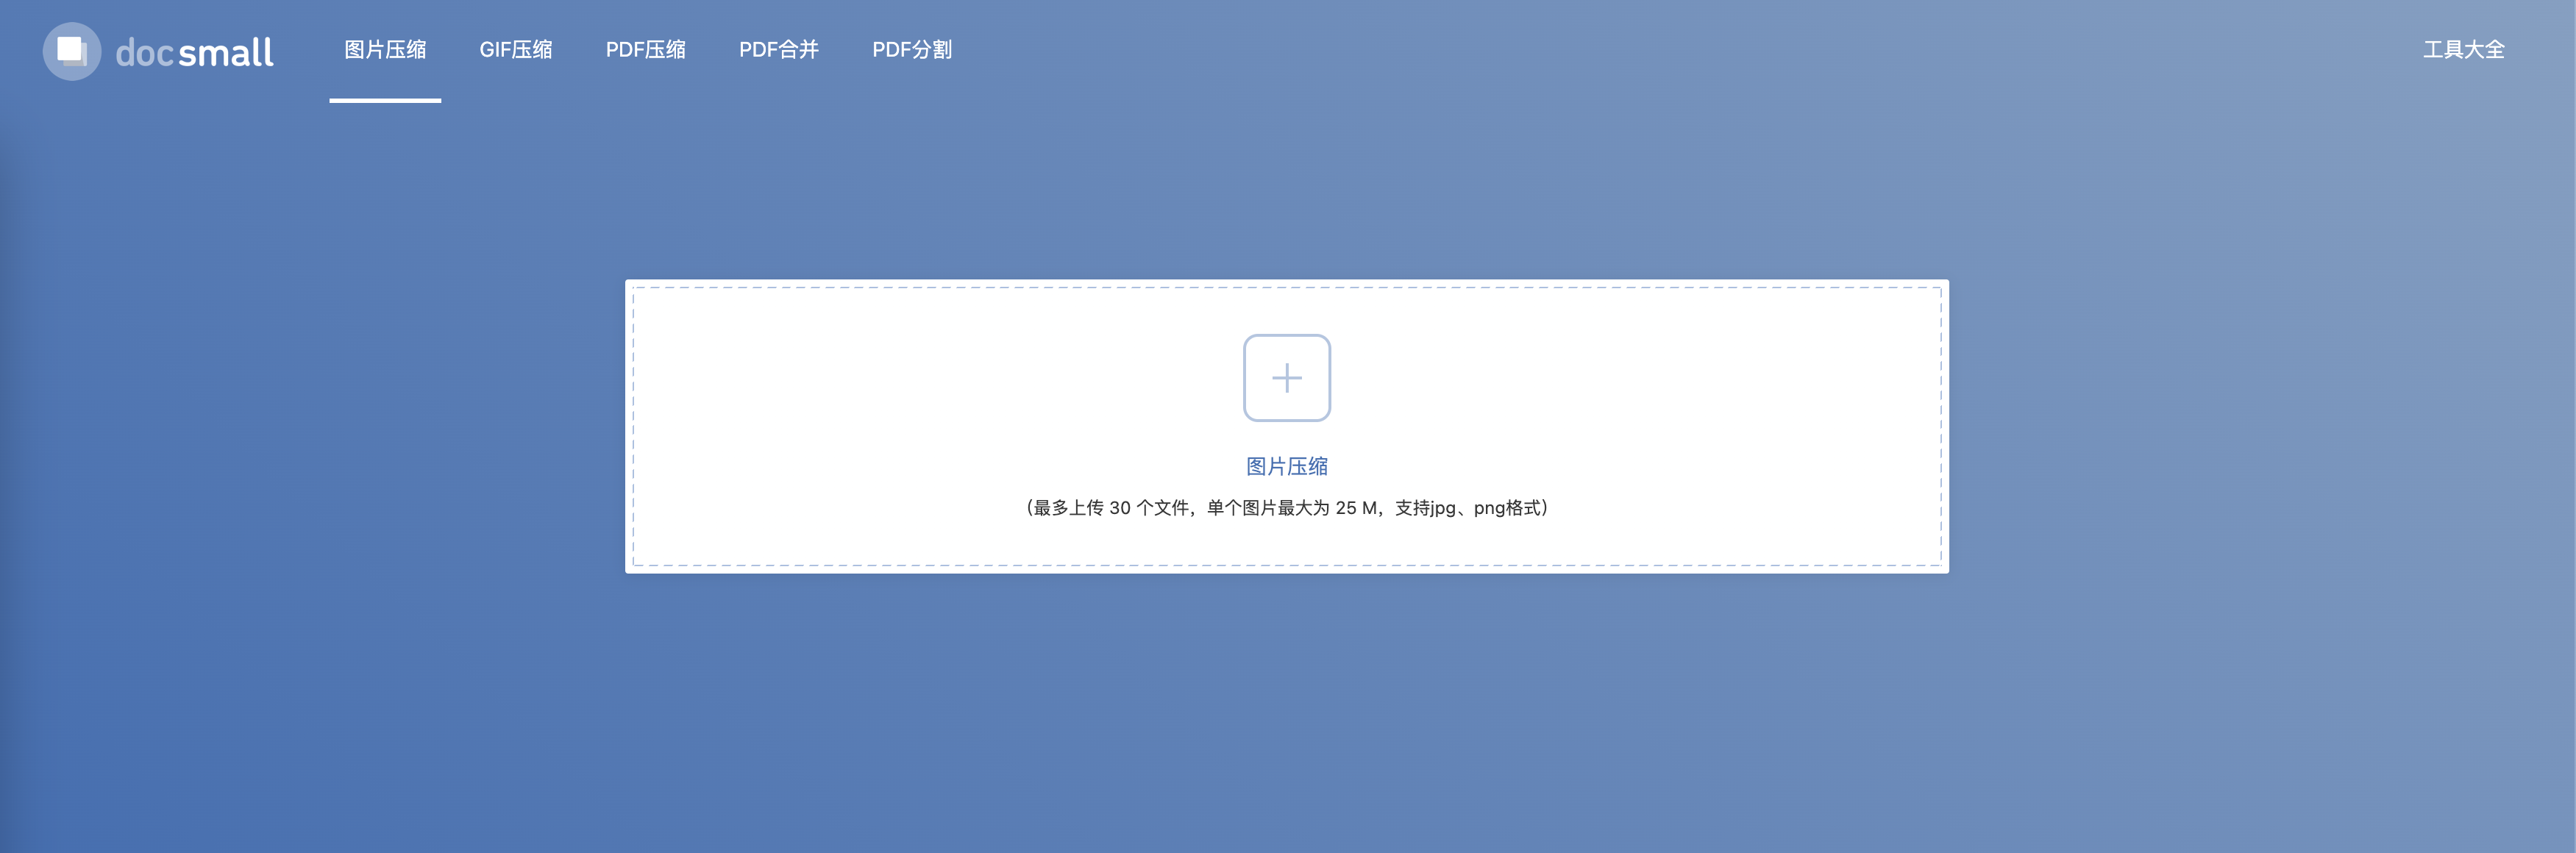 docsmall
图片压缩
GIF压缩
PDF压缩
PDF合并
PDF分割
工具大全
图片压缩
（最多上传 30 个文件，单个图片最大为 25 M，支持jpg、png格式）